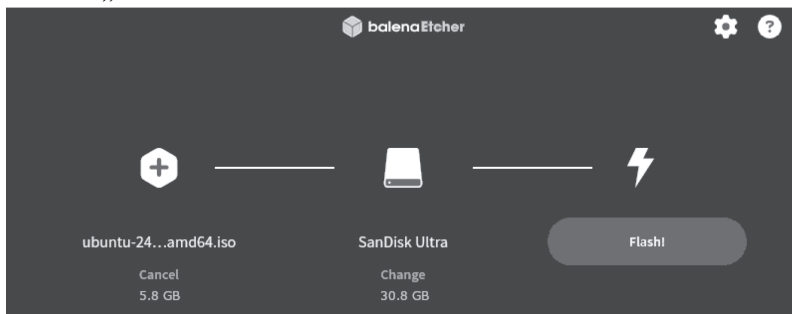 balenaEtcher
?
ubuntu-24...amd64.iso
SanDisk Ultra
Flash!
Cancel
Change
5.8 GB
30.8 GB